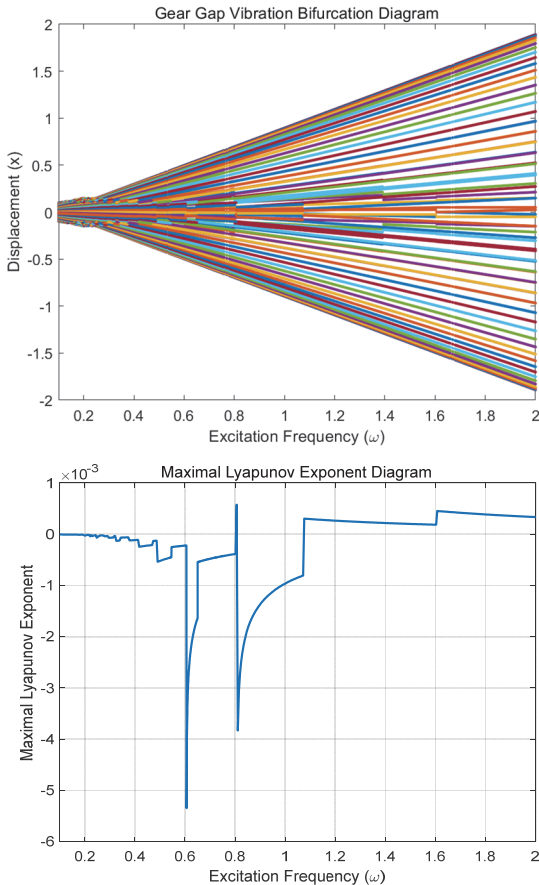 Gear Gap Vibration Bifurcation Diagram
2
1.5
1
0.5
0
-0.5
-1
-1.5
-2
Displacement (x)
0.2 0.4 0.6 0.8 1 1.2 1.4 1.6 1.8 2
Excitation Frequency (ω)
×10⁻³
Maximal Lyapunov Exponent Diagram
1
0
-1
-2
-3
-4
-5
-6
Maximal Lyapunov Exponent
0.2 0.4 0.6 0.8 1 1.2 1.4 1.6 1.8 2
Excitation Frequency (ω)